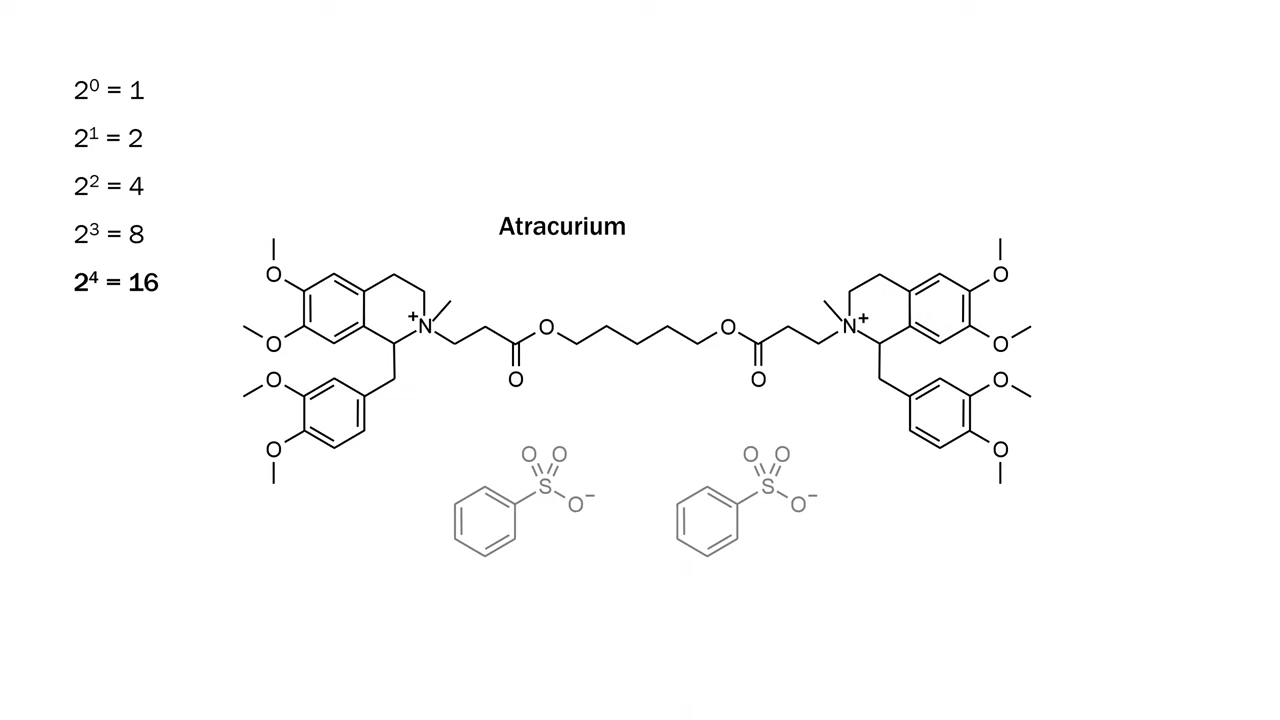 2⁰ = 1
2¹ = 2
2² = 4
2³ = 8
2⁴ = 16
Atracurium
O O
+ N N +
O O O O
O O O O
O O
O O O O
S O⁻ S O⁻